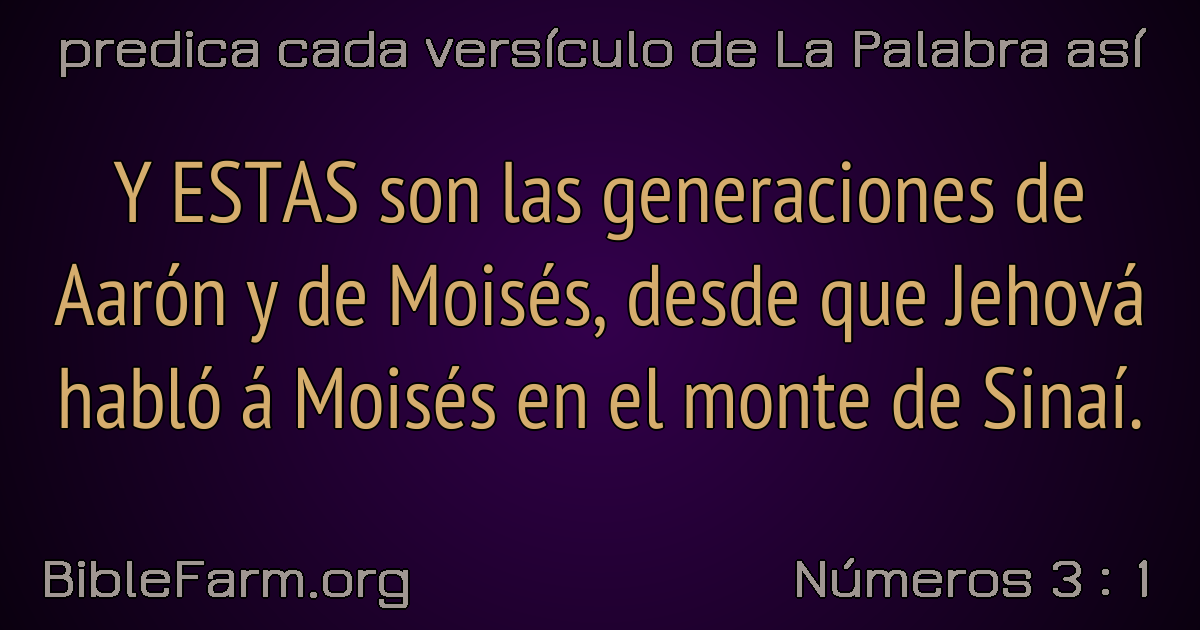 predica cada versículo de La Palabra así
Y ESTAS son las generaciones de
Aarón y de Moisés, desde que Jehová
habló á Moisés en el monte de Sinaí.
BibleFarm.org
Números 3 : 1